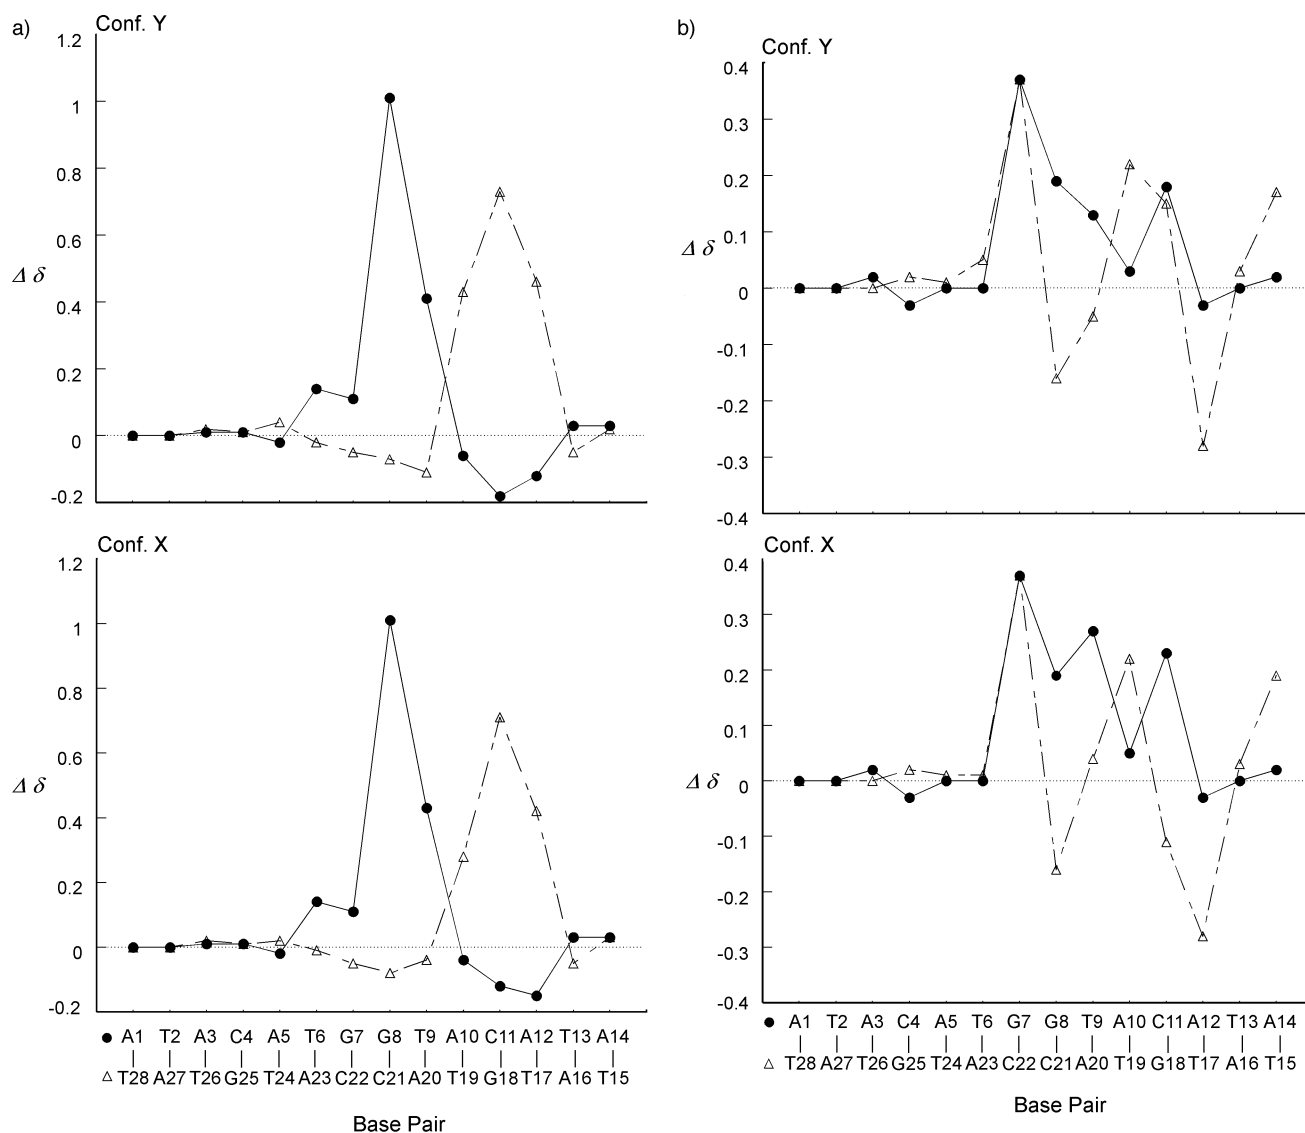 a)
Conf. Y
1.2
1
0.8
0.6
Δ δ
0.4
0.2
0
-0.2
Conf. X
1.2
1
0.8
0.6
Δ δ
0.4
0.2
0
-0.2
● A1 T2 A3 C4 A5 T6 G7 G8 T9 A10 C11 A12 T13 A14
△ T28 A27 T26 G25 T24 A23 C22 C21 A20 T19 G18 T17 A16 T15
Base Pair
b)
Conf. Y
0.4
0.3
0.2
Δ δ
0.1
0
-0.1
-0.2
-0.3
-0.4
Conf. X
0.4
0.3
0.2
0.1
Δ δ
0
-0.1
-0.2
-0.3
-0.4
● A1 T2 A3 C4 A5 T6 G7 G8 T9 A10 C11 A12 T13 A14
△ T28 A27 T26 G25 T24 A23 C22 C21 A20 T19 G18 T17 A16 T15
Base Pair